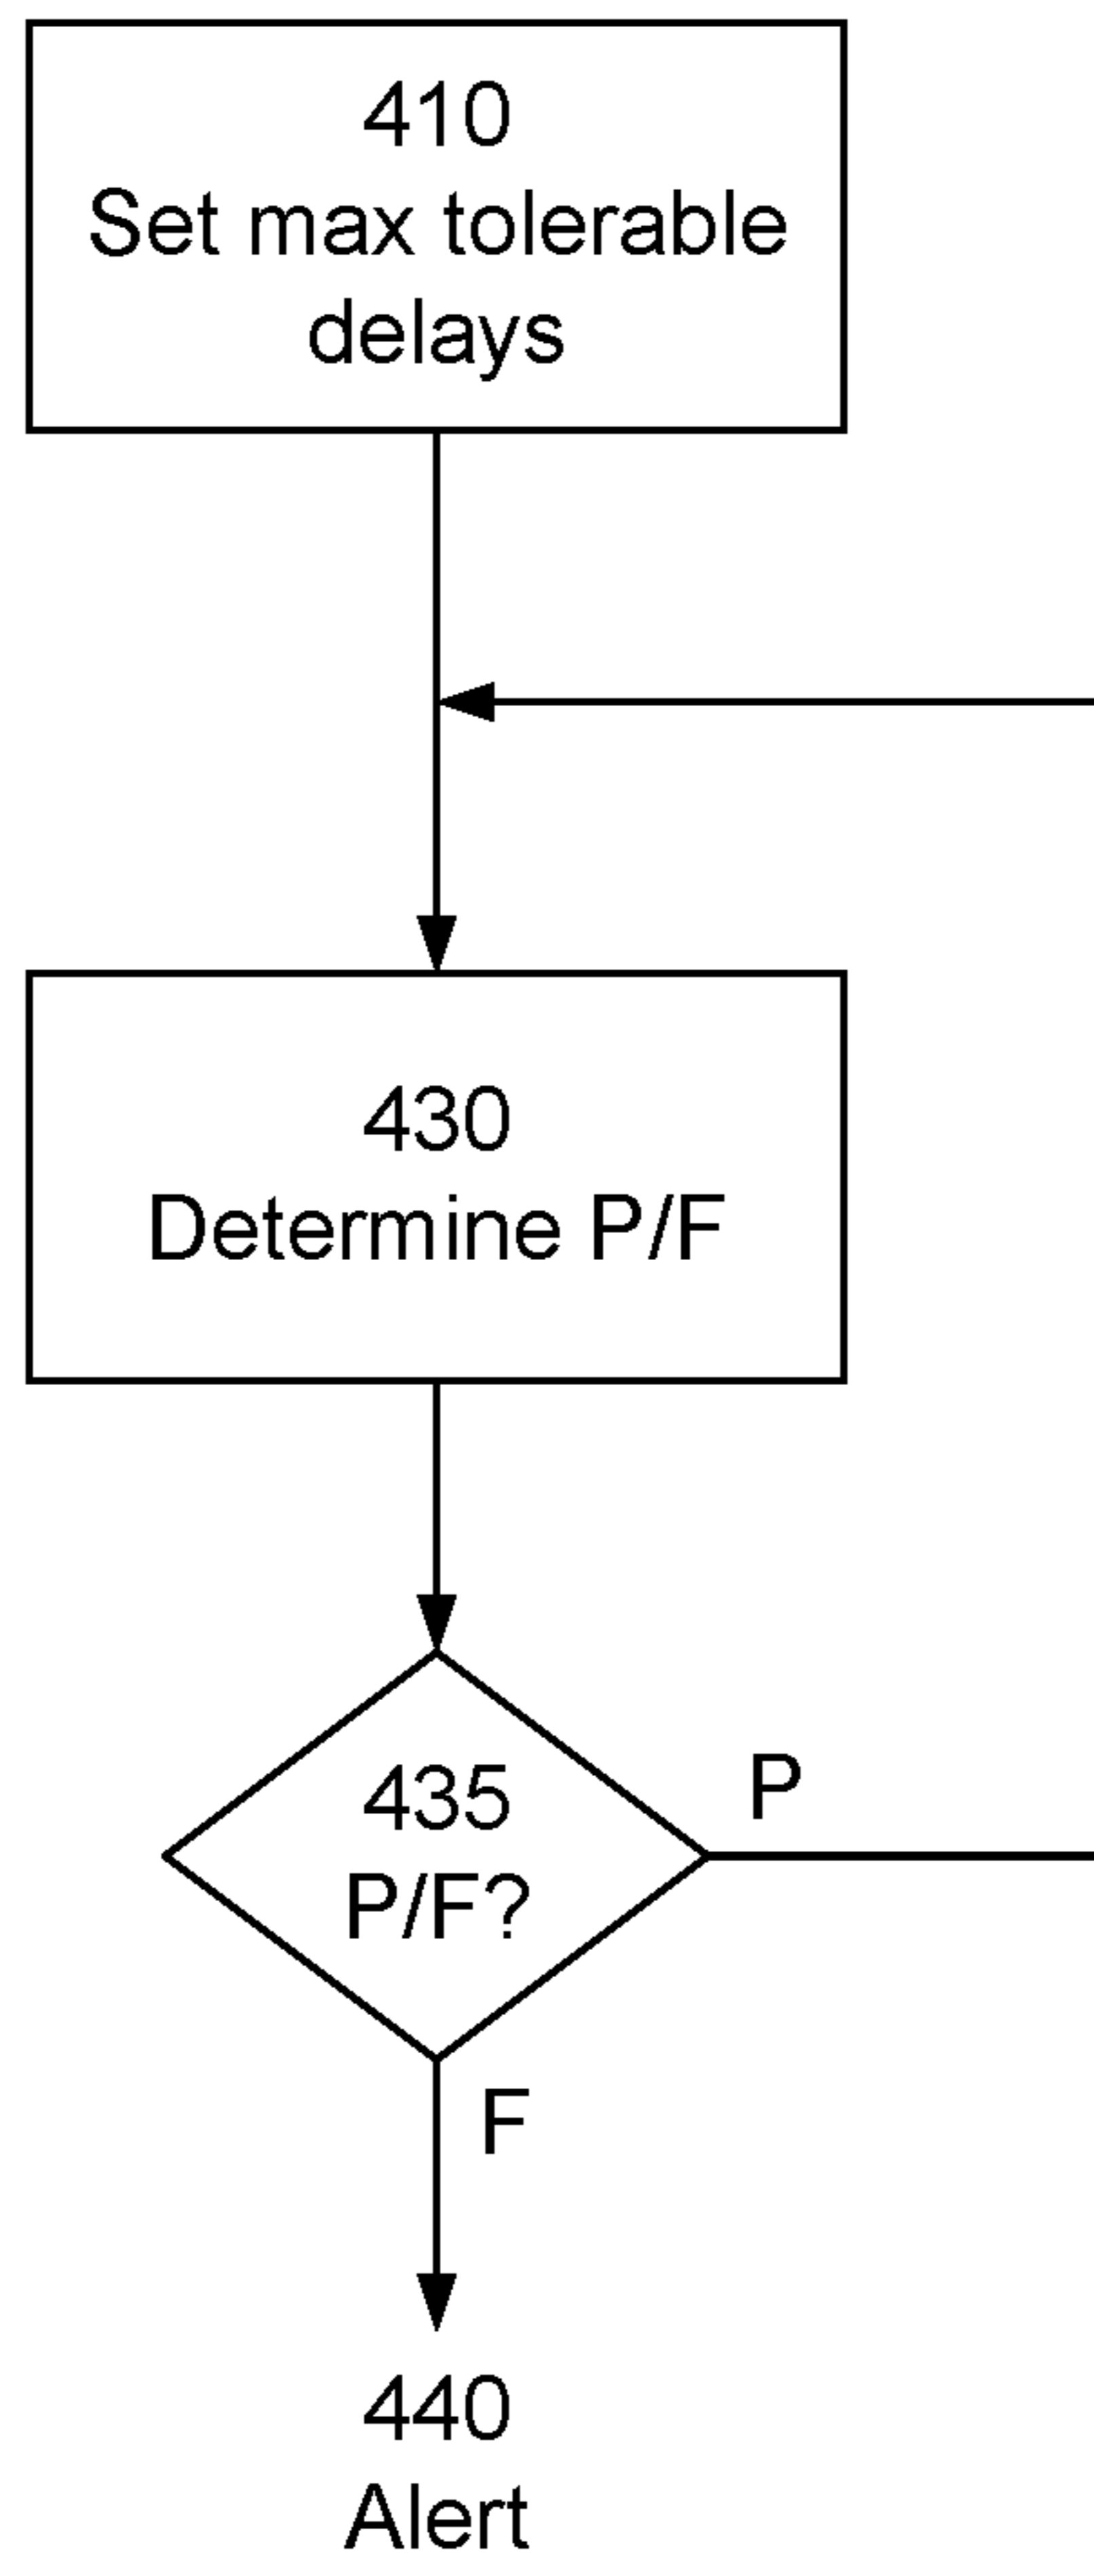 410
Set max tolerable
delays
430
Determine P/F
435
P/F?
P
F
440
Alert